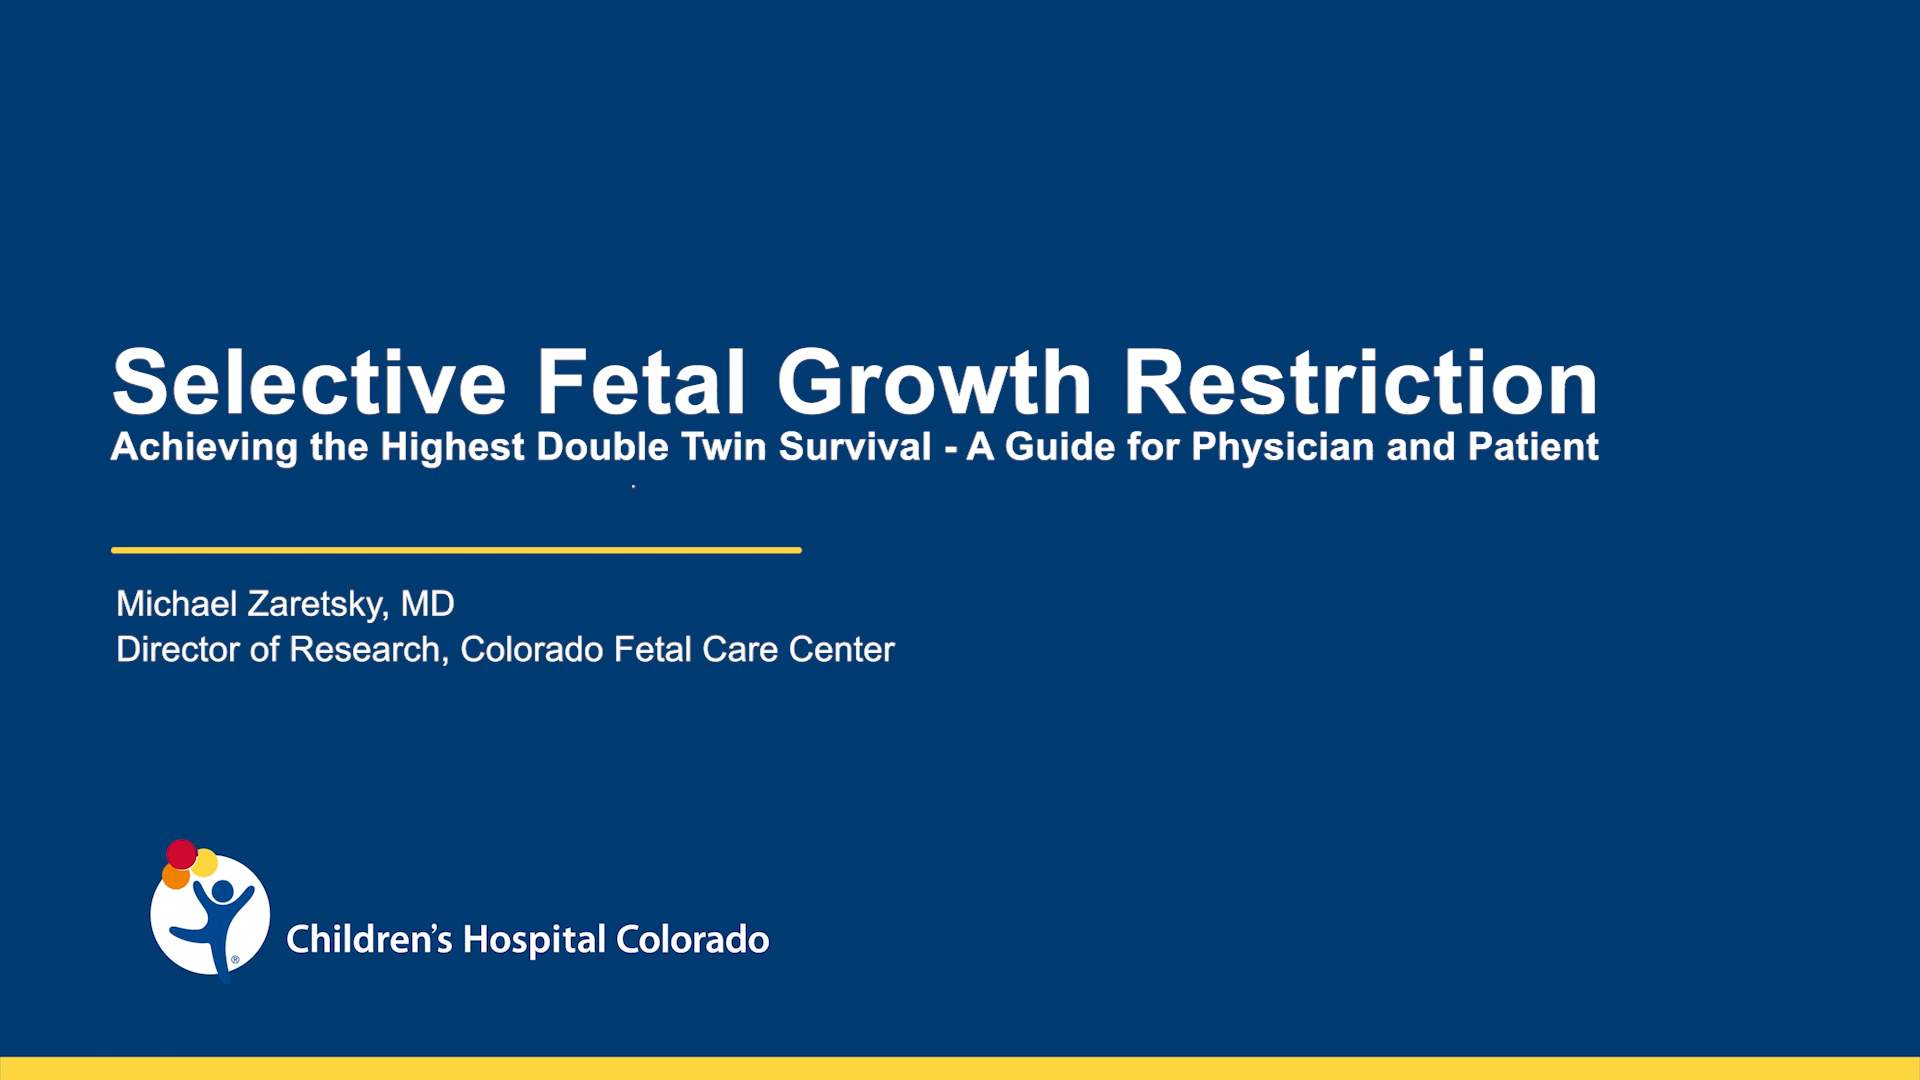 Selective Fetal Growth Restriction
Achieving the Highest Double Twin Survival - A Guide for Physician and Patient
.
Michael Zaretsky, MD
Director of Research, Colorado Fetal Care Center
Children's Hospital Colorado
®